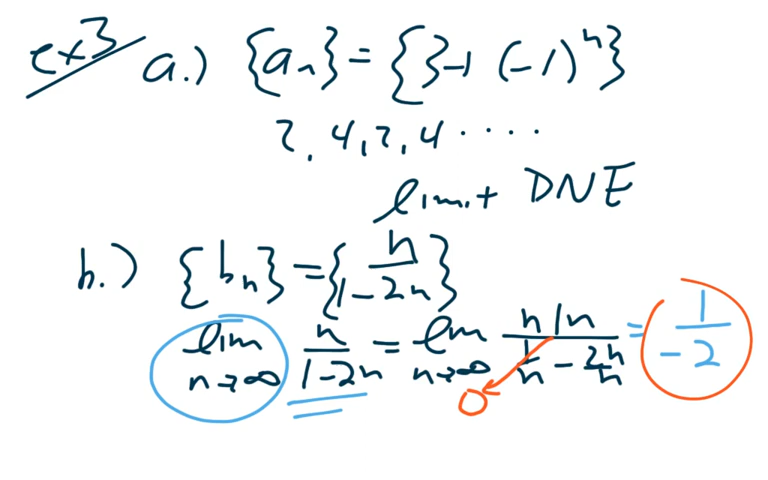 ex3 a.) {aₙ} = {3+(-1)ⁿ}
2, 4, 2, 4 ....
limit DNE
b.) {bₙ} = {n/(1-2n)}
lim n→∞ n/(1-2n) = lim n→∞ (n/n)/(1/n - 2n/n) = 1/-2
0